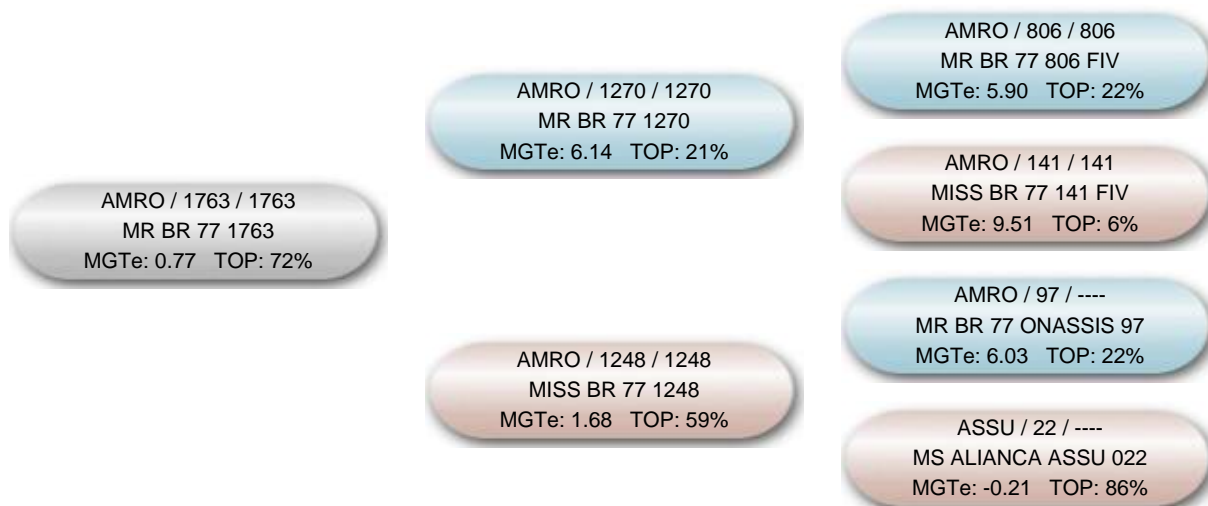 AMRO / 1763 / 1763
MR BR 77 1763
MGTe: 0.77 TOP: 72%
AMRO / 1270 / 1270
MR BR 77 1270
MGTe: 6.14 TOP: 21%
AMRO / 1248 / 1248
MISS BR 77 1248
MGTe: 1.68 TOP: 59%
AMRO / 806 / 806
MR BR 77 806 FIV
MGTe: 5.90 TOP: 22%
AMRO / 141 / 141
MISS BR 77 141 FIV
MGTe: 9.51 TOP: 6%
AMRO / 97 / ----
MR BR 77 ONASSIS 97
MGTe: 6.03 TOP: 22%
ASSU / 22 / ----
MS ALIANCA ASSU 022
MGTe: -0.21 TOP: 86%